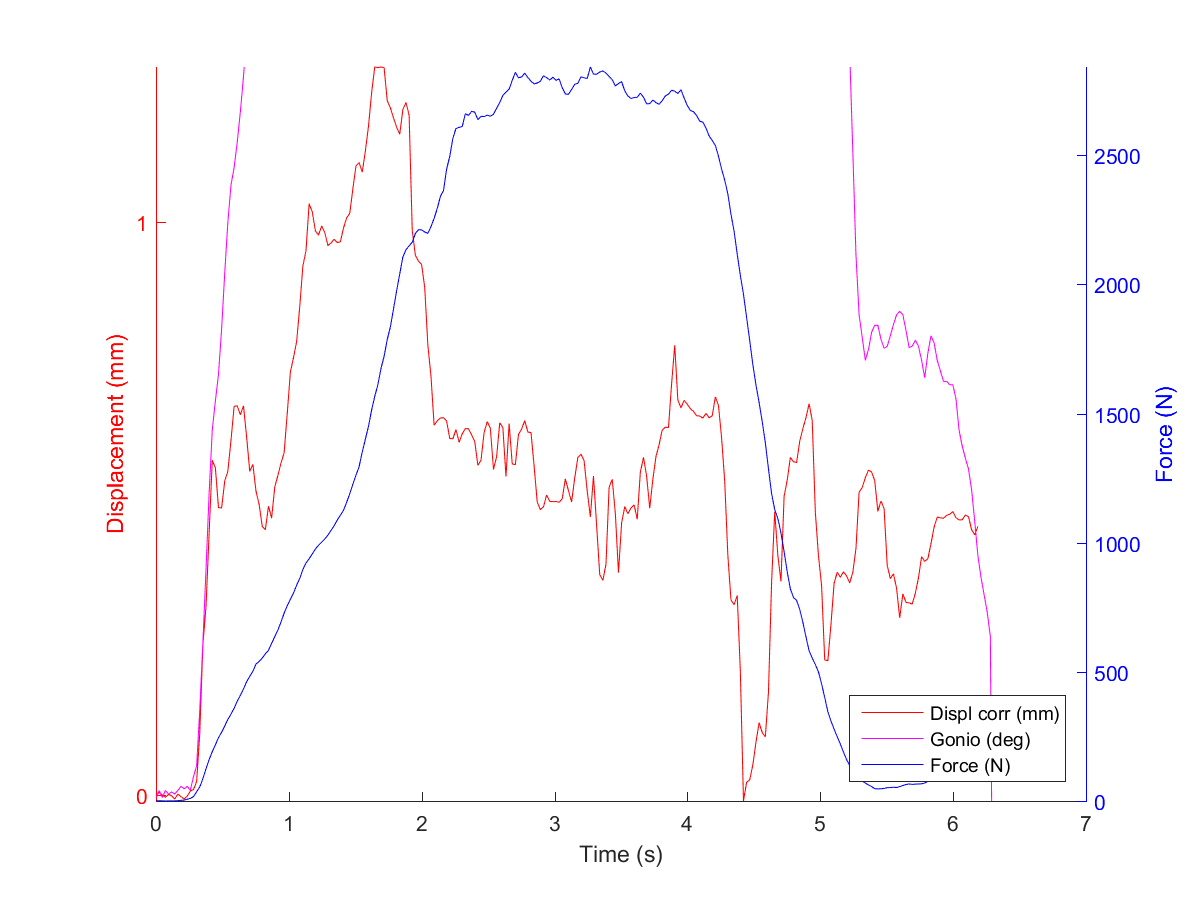 1
0
Displacement (mm)
2500
2000
1500
1000
500
0
Force (N)
Displ corr (mm)
Gonio (deg)
Force (N)
0 1 2 3 4 5 6 7
Time (s)